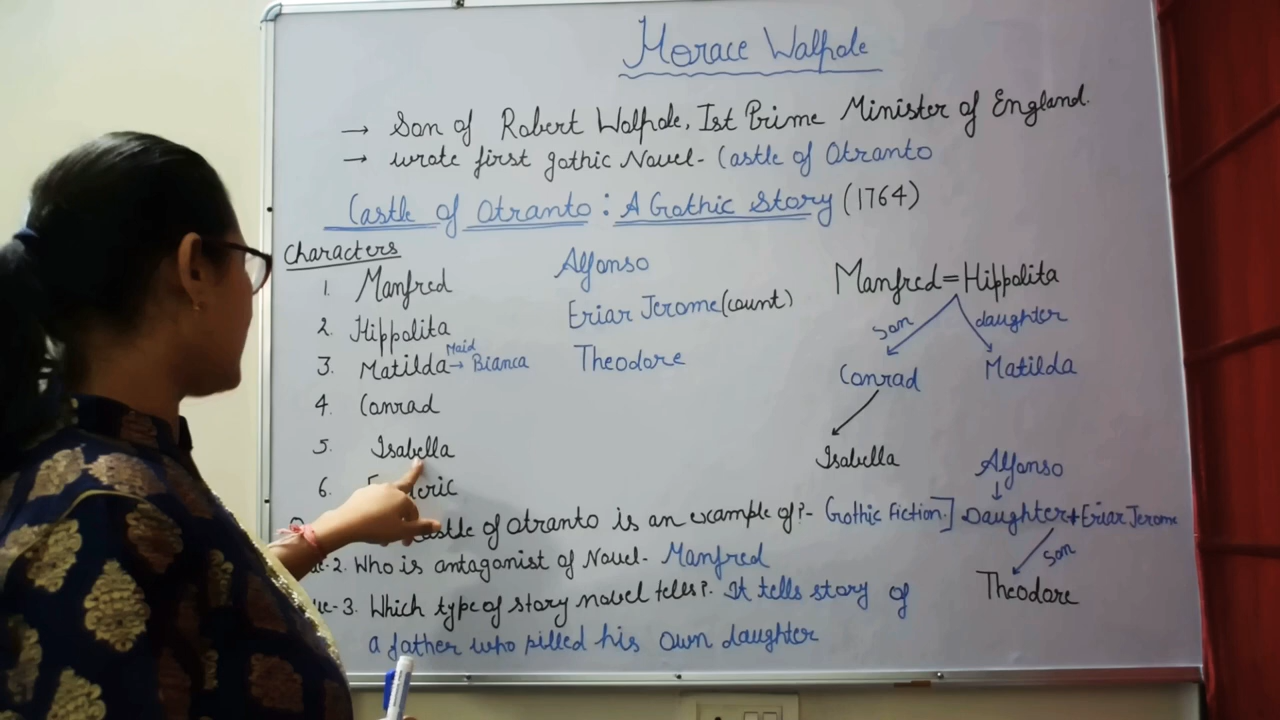 Horace Walpole
→ Son of Robert Walpole, Ist Prime Minister of England.
→ wrote first gothic Novel- Castle of Otranto
Castle of Otranto : A Gothic Story (1764)
Characters
1. Manfred
2. Hippolita
3. Matilda → Bianca
Maid
4. Conrad
5. Isabella
6.
Alfonso
Eriar Jerome (count)
Theodore
Manfred = Hippolita
son daughter
Conrad Matilda
Isabella
Alfonso
Daughter + Eriar Jerome
son
Theodore
of Otranto is an example of?- Gothic Fiction.]
-2. Who is antagonist of Novel- Manfred
-3. Which type of story novel tells?. It tells story of
a father who pilled his own daughter